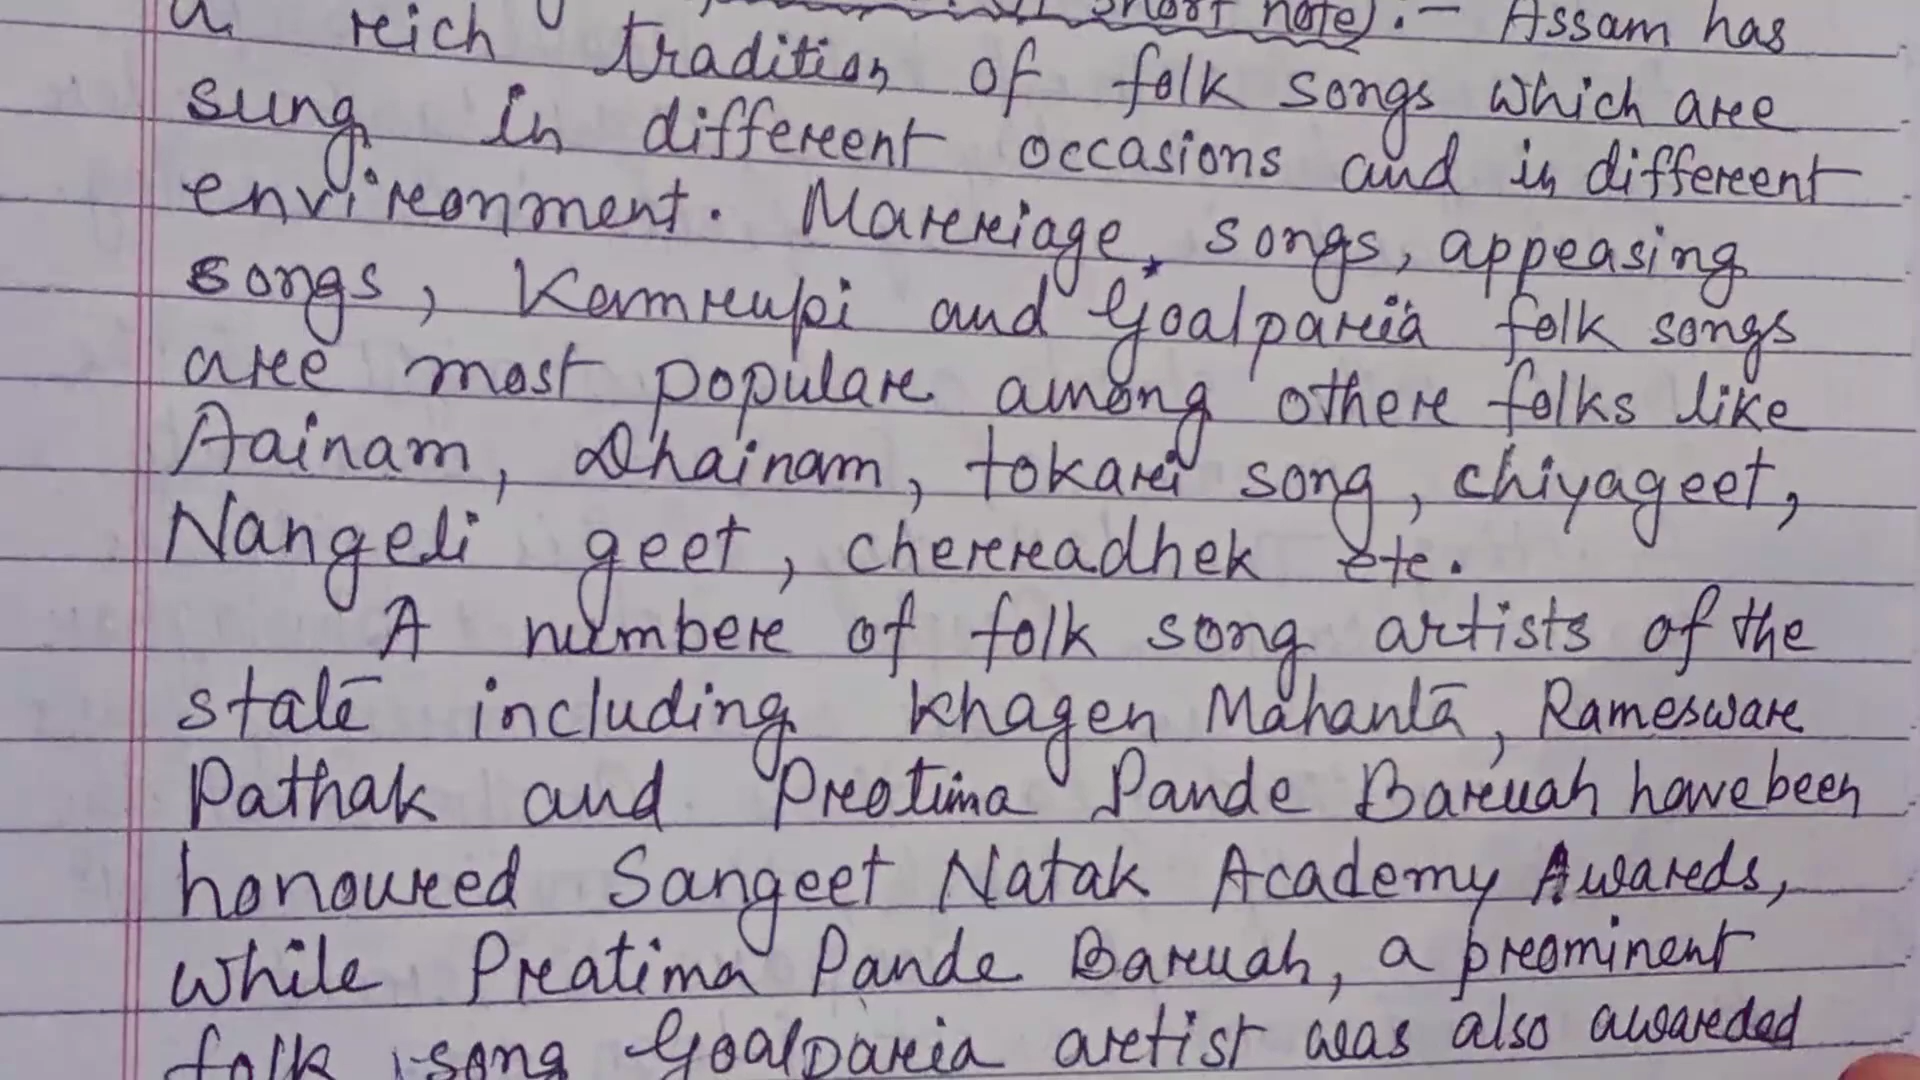 short note) :- Assam has
a rich tradition of folk songs which are
sung in different occasions and in different
environment. Marriage songs, appeasing
songs, Kamrupi and Goalparia folk songs
are most popular among other folks like
Aainam, Dhainam, tokari song, chiyageet,
Nangeli geet, cherradhek etc.
A number of folk song artists of the
state including Khagen Mahanta, Rameswar
Pathak and Protima Pande Baruah have been
honoured Sangeet Natak Academy Awards,
while Pratima Pande Baruah, a prominent
folk song Goalparia artist was also awarded